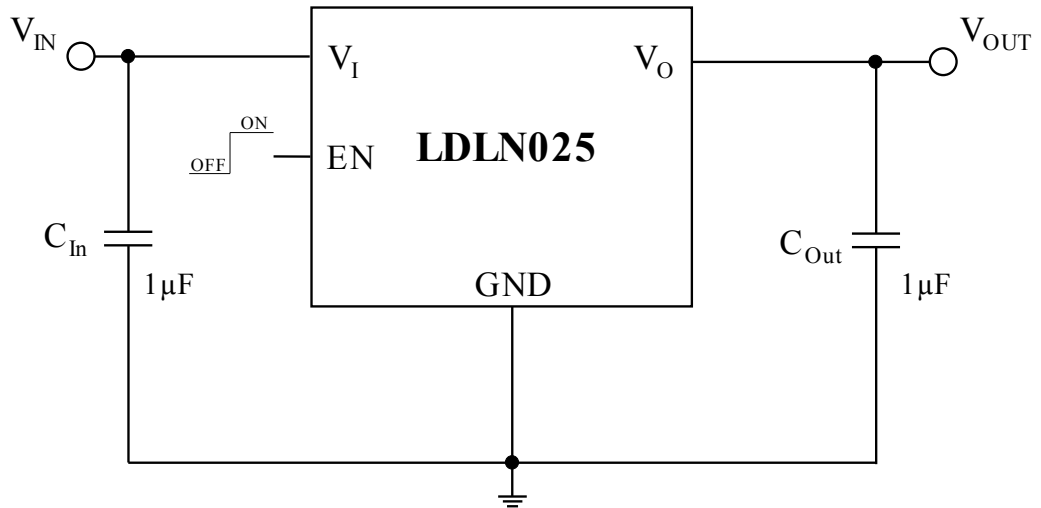 V_IN
V_I
V_O
V_OUT
ON
OFF
EN
LDLN025
C_In
1µF
C_Out
1µF
GND